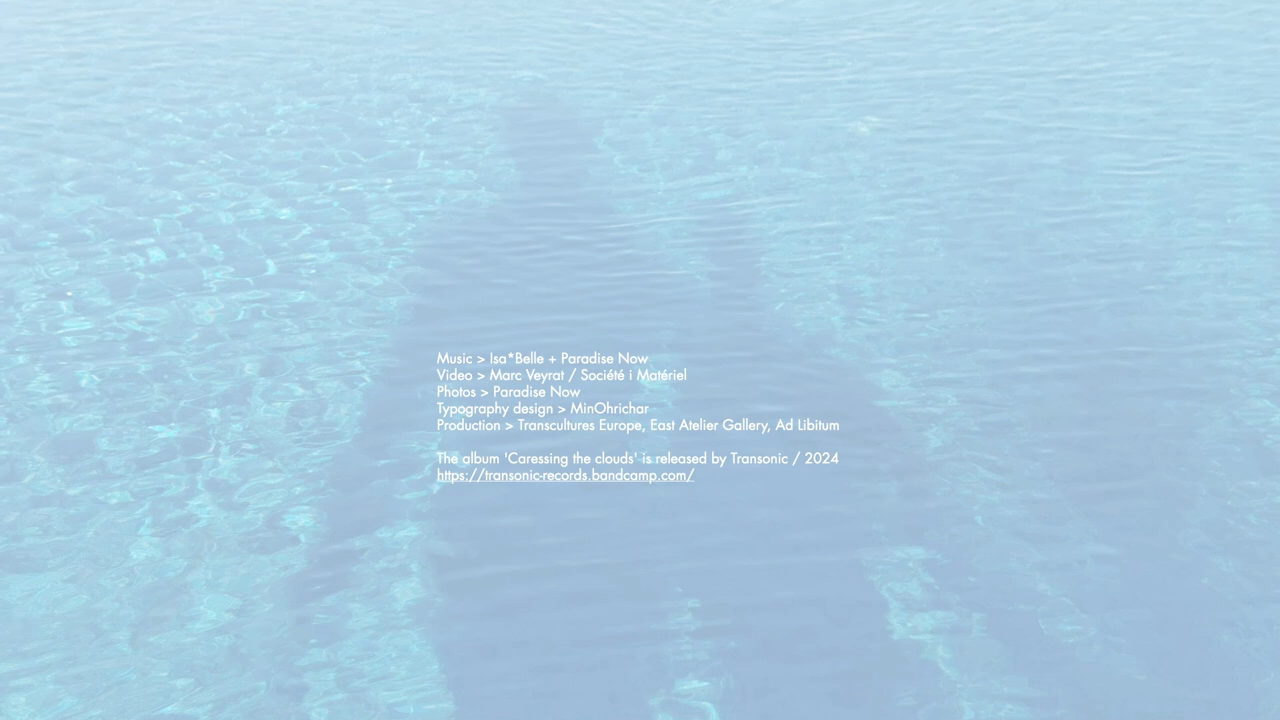 Music > Isa*Belle + Paradise Now
Video > Marc Veyrat / Société i Matériel
Photos > Paradise Now
Typography design > MinOhrichar
Production > Transcultures Europe, East Atelier Gallery, Ad Libitum
The album 'Caressing the clouds' is released by Transonic / 2024
https://transonic-records.bandcamp.com/